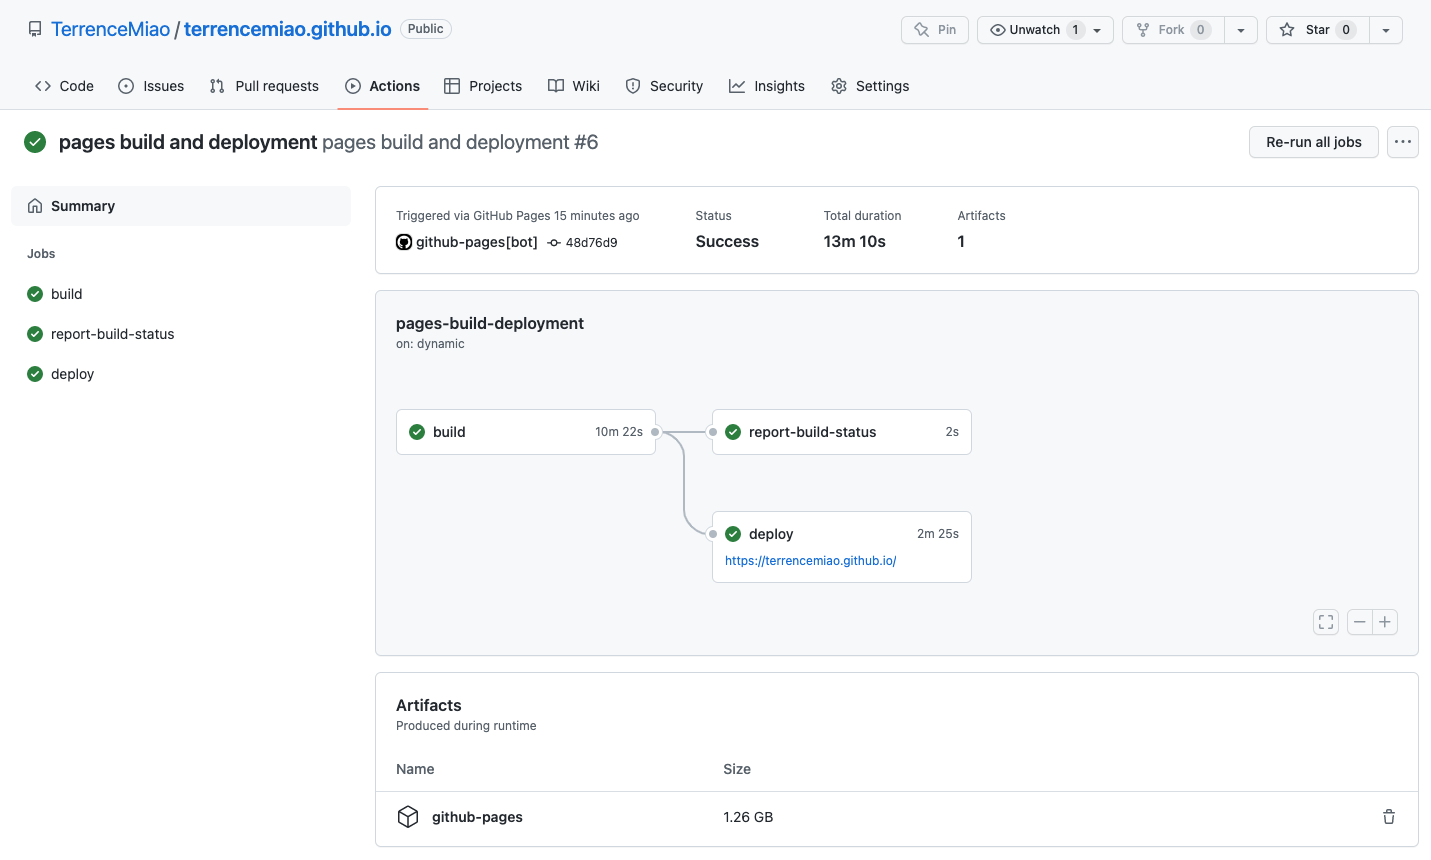 TerrenceMiao / terrencemiao.github.io Public
Pin Unwatch 1 Fork 0 Star 0
Code Issues Pull requests Actions Projects Wiki Security Insights Settings
pages build and deployment pages build and deployment #6
Re-run all jobs
Summary
Jobs
build
report-build-status
deploy
Triggered via GitHub Pages 15 minutes ago
github-pages[bot] 48d76d9
Status
Success
Total duration
13m 10s
Artifacts
1
pages-build-deployment
on: dynamic
build 10m 22s
report-build-status 2s
deploy 2m 25s
https://terrencemiao.github.io/
Artifacts
Produced during runtime
Name Size
github-pages 1.26 GB